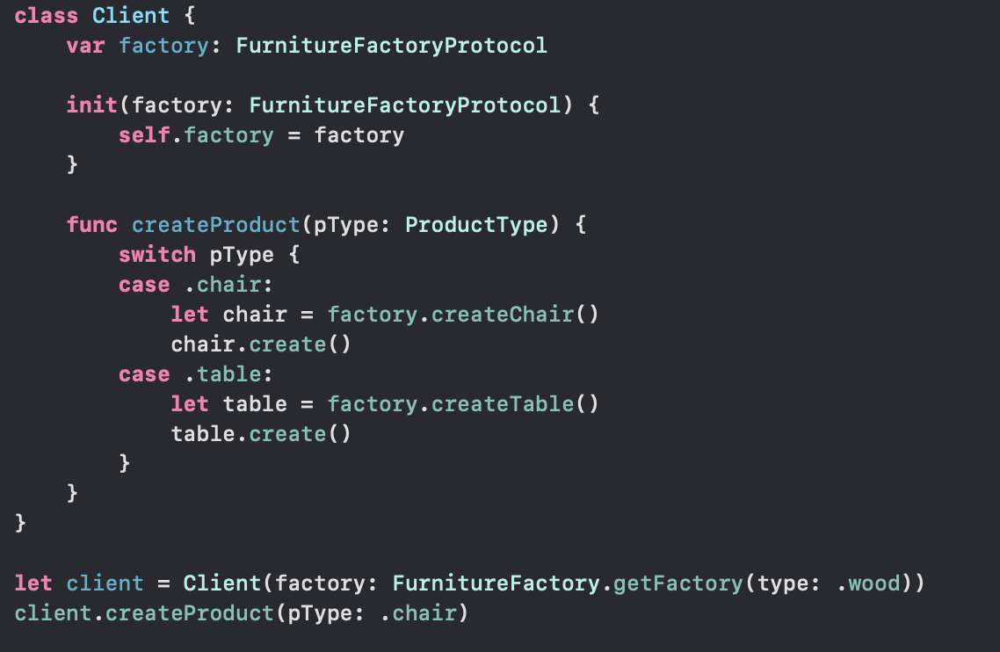 class Client {
    var factory: FurnitureFactoryProtocol

    init(factory: FurnitureFactoryProtocol) {
        self.factory = factory
    }

    func createProduct(pType: ProductType) {
        switch pType {
        case .chair:
            let chair = factory.createChair()
            chair.create()
        case .table:
            let table = factory.createTable()
            table.create()
        }
    }
}

let client = Client(factory: FurnitureFactory.getFactory(type: .wood))
client.createProduct(pType: .chair)